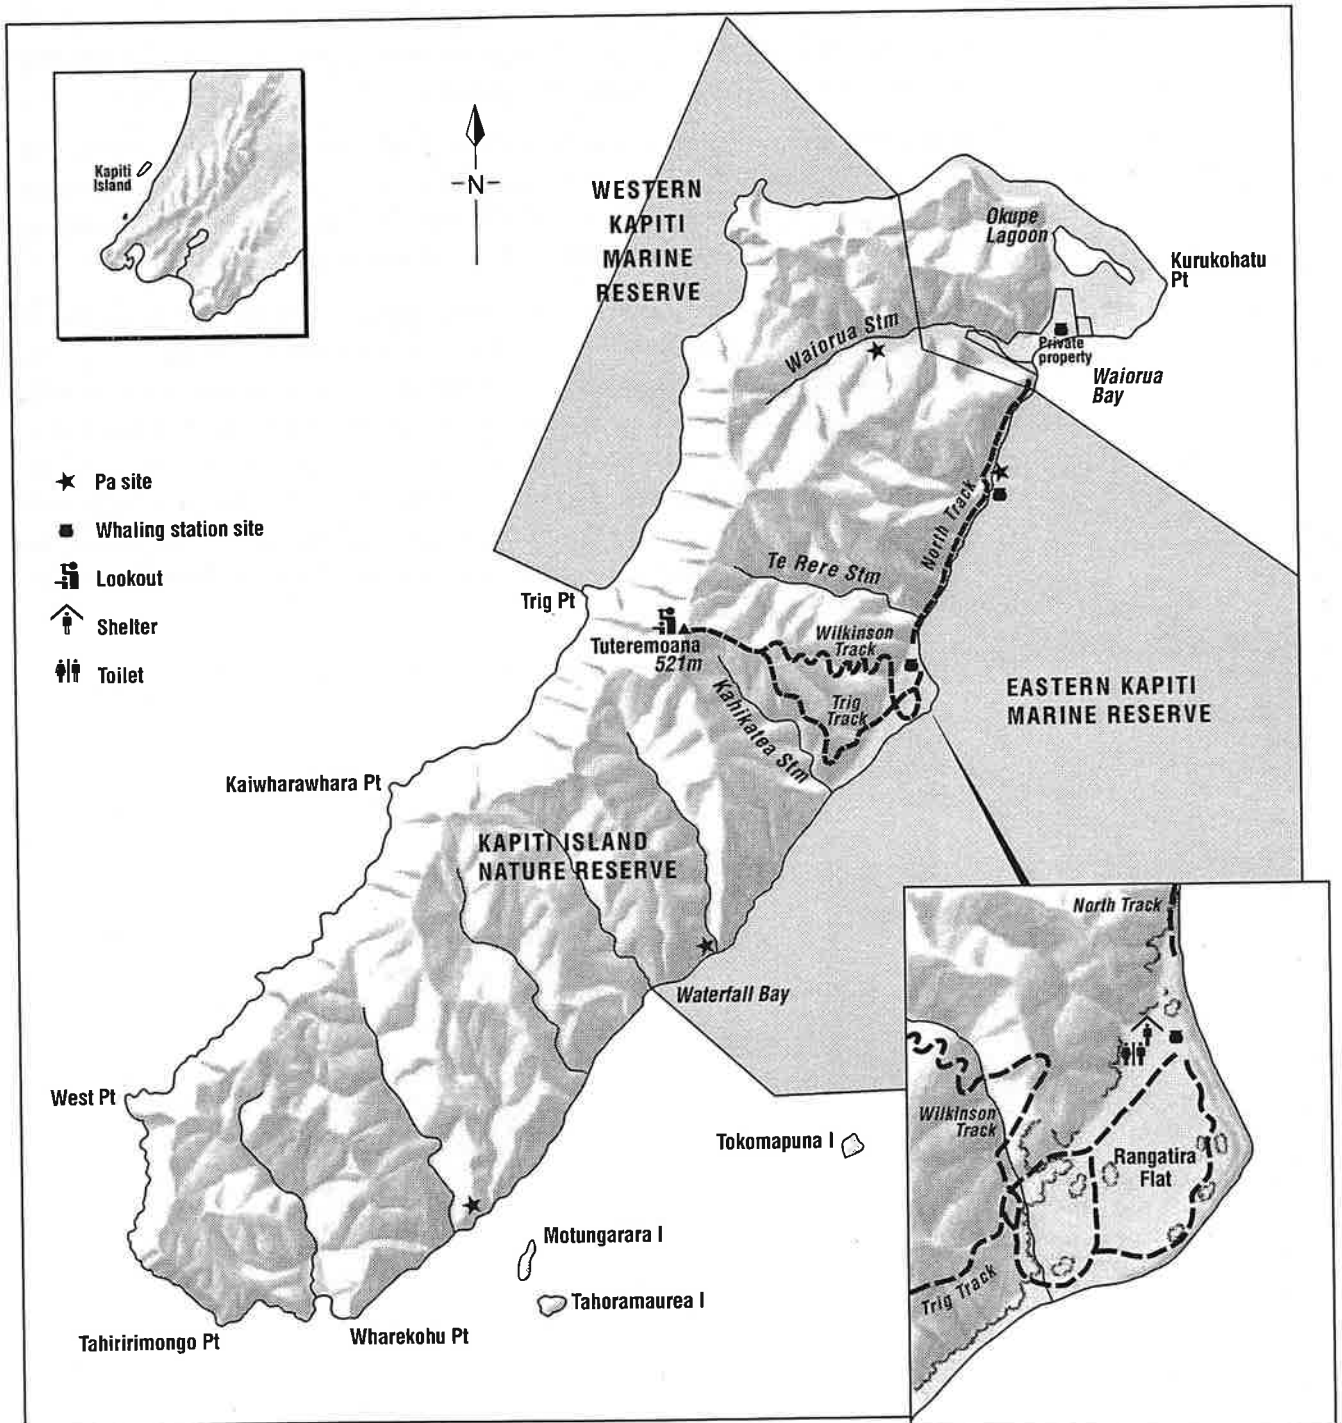 Kapiti
Island
N
WESTERN
KAPITI
MARINE
RESERVE
Okupe
Lagoon
Kurukohatu
Pt
Waiorua Stm
Private
property
Waiorua
Bay
Pa site
Whaling station site
Lookout
Shelter
Toilet
North Track
Te Rere Stm
Trig Pt
Tuteremoana
521m
Wilkinson
Track
Trig
Track
Kahikatea Stm
EASTERN KAPITI
MARINE RESERVE
Kaiwharawhara Pt
KAPITI ISLAND
NATURE RESERVE
Waterfall Bay
West Pt
Tokomapuna I
Motungarara I
Tahoramaurea I
Tahiririmongo Pt
Wharekohu Pt
North Track
Wilkinson
Track
Rangatira
Flat
Trig Track